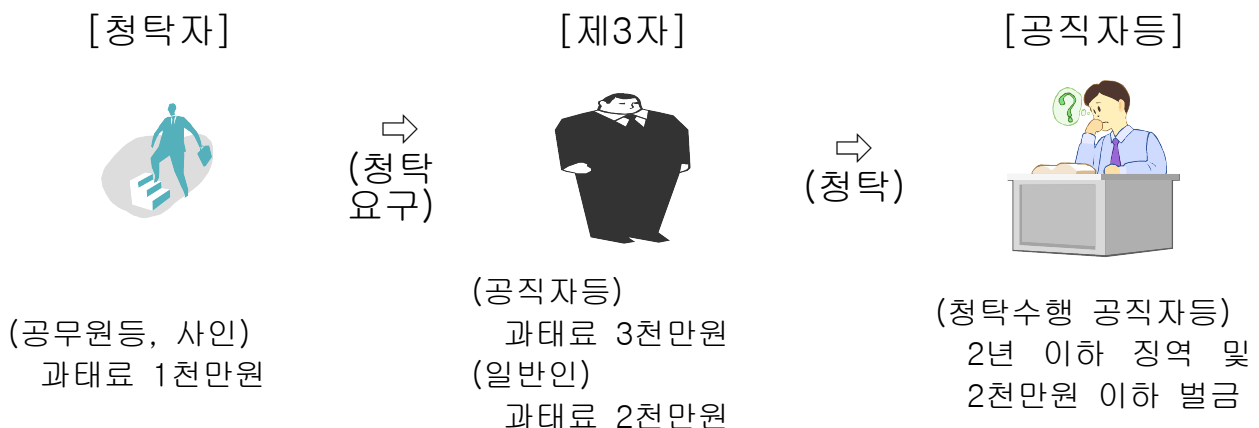 [청탁자]
[제3자]
[공직자등]
⇨
(청탁
요구)
⇨
(청탁)
(공무원등, 사인)
과태료 1천만원
(공직자등)
과태료 3천만원
(일반인)
과태료 2천만원
(청탁수행 공직자등)
2년 이하 징역 및
2천만원 이하 벌금